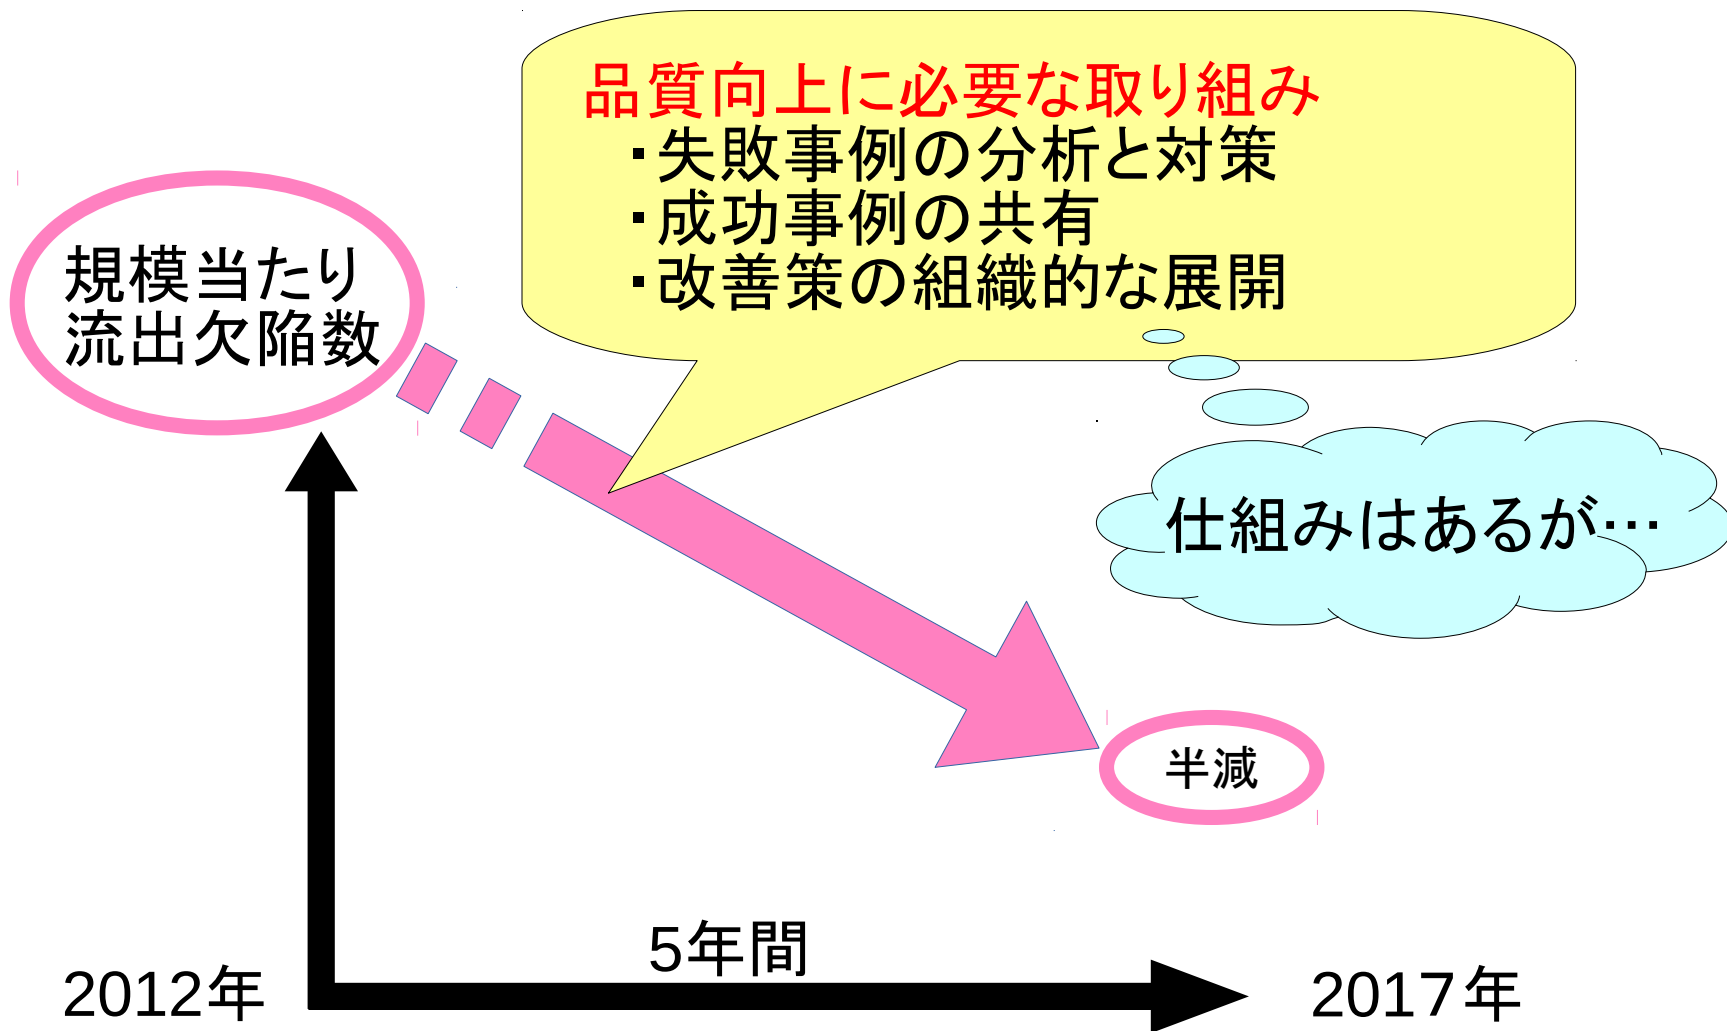 品質向上に必要な取り組み
・失敗事例の分析と対策
・成功事例の共有
・改善策の組織的な展開
規模当たり
流出欠陥数
仕組みはあるが…
半減
5年間
2012年
2017年